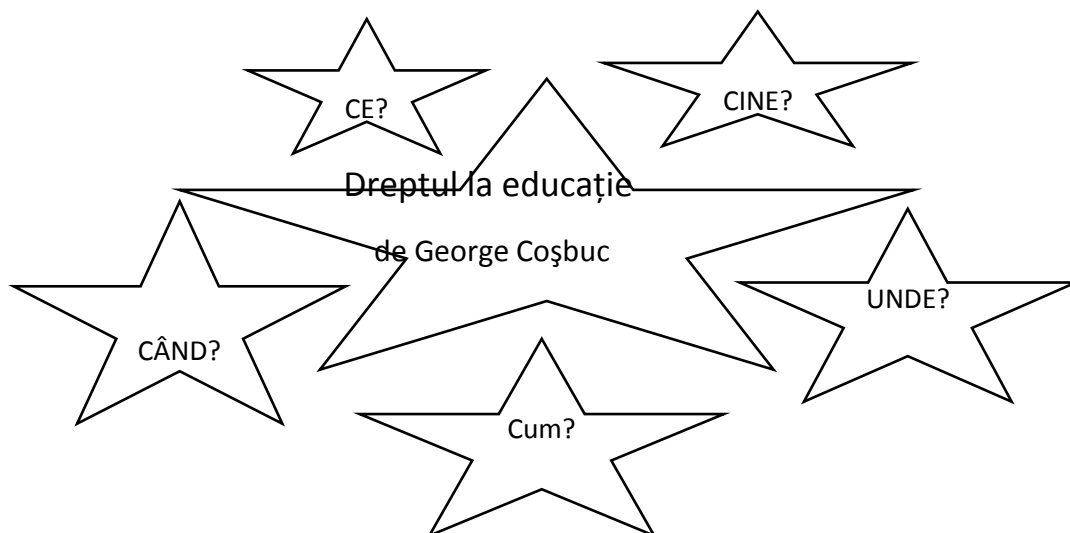 CE?
CINE?
Dreptul la educație
de George Coşbuc
CÂND?
UNDE?
Cum?